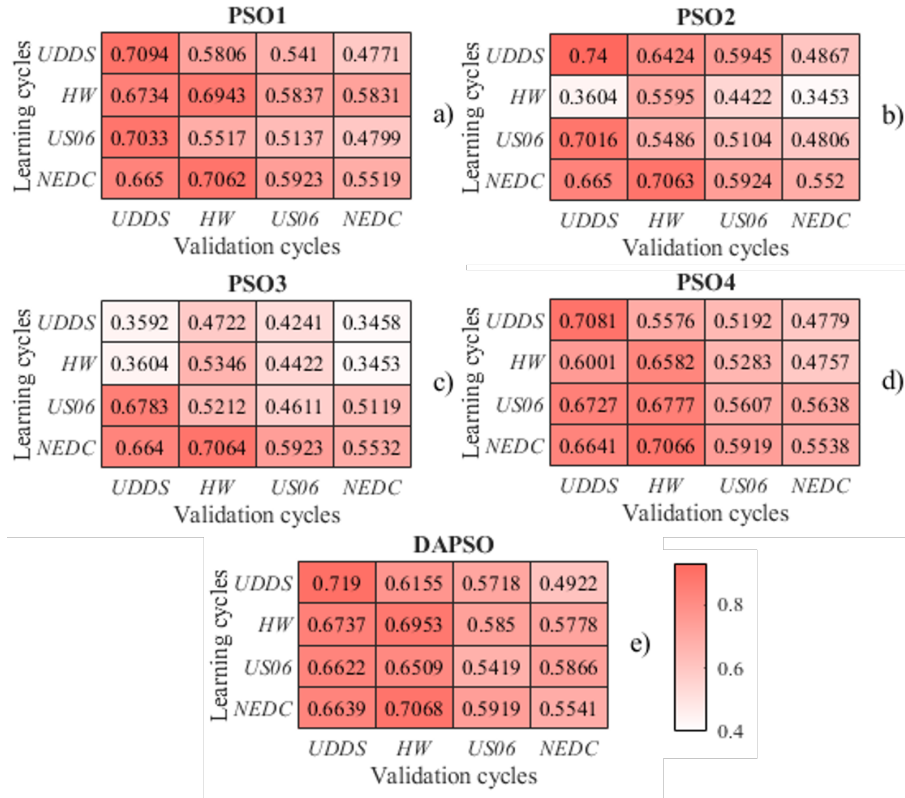 PSO1
Learning cycles
UDDS 0.7094 0.5806 0.541 0.4771
HW 0.6734 0.6943 0.5837 0.5831
US06 0.7033 0.5517 0.5137 0.4799
NEDC 0.665 0.7062 0.5923 0.5519
UDDS HW US06 NEDC
Validation cycles
a)
PSO2
Learning cycles
UDDS 0.74 0.6424 0.5945 0.4867
HW 0.3604 0.5595 0.4422 0.3453
US06 0.7016 0.5486 0.5104 0.4806
NEDC 0.665 0.7063 0.5924 0.552
UDDS HW US06 NEDC
Validation cycles
b)
PSO3
Learning cycles
UDDS 0.3592 0.4722 0.4241 0.3458
HW 0.3604 0.5346 0.4422 0.3453
US06 0.6783 0.5212 0.4611 0.5119
NEDC 0.664 0.7064 0.5923 0.5532
UDDS HW US06 NEDC
Validation cycles
c)
PSO4
Learning cycles
UDDS 0.7081 0.5576 0.5192 0.4779
HW 0.6001 0.6582 0.5283 0.4757
US06 0.6727 0.6777 0.5607 0.5638
NEDC 0.6641 0.7066 0.5919 0.5538
UDDS HW US06 NEDC
Validation cycles
d)
DAPSO
Learning cycles
UDDS 0.719 0.6155 0.5718 0.4922
HW 0.6737 0.6953 0.585 0.5778
US06 0.6622 0.6509 0.5419 0.5866
NEDC 0.6639 0.7068 0.5919 0.5541
UDDS HW US06 NEDC
Validation cycles
e)
0.8
0.6
0.4